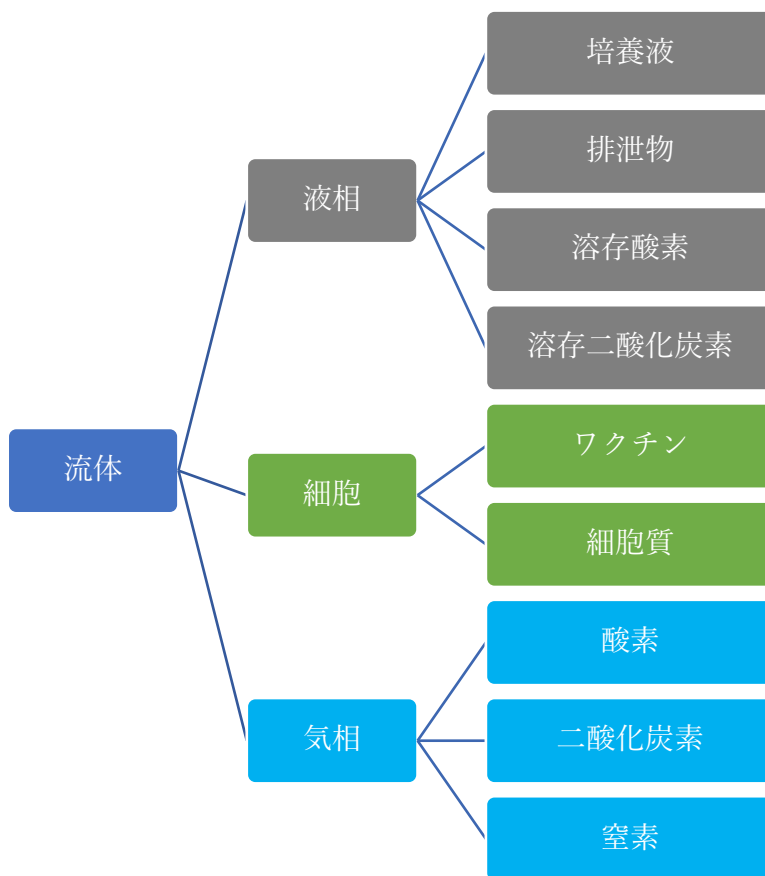 流体
液相
培養液
排泄物
溶存酸素
溶存二酸化炭素
細胞
ワクチン
細胞質
気相
酸素
二酸化炭素
窒素